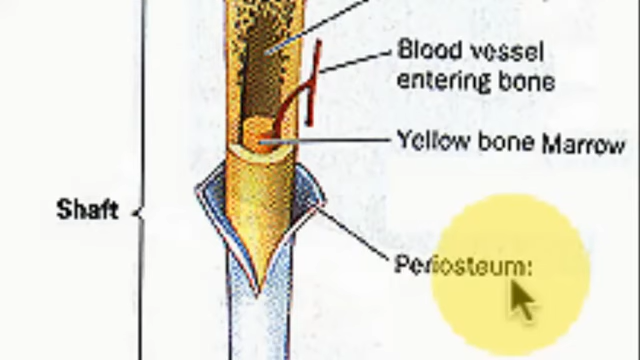 Blood vessel
entering bone
Yellow bone Marrow
Shaft
Periosteum: